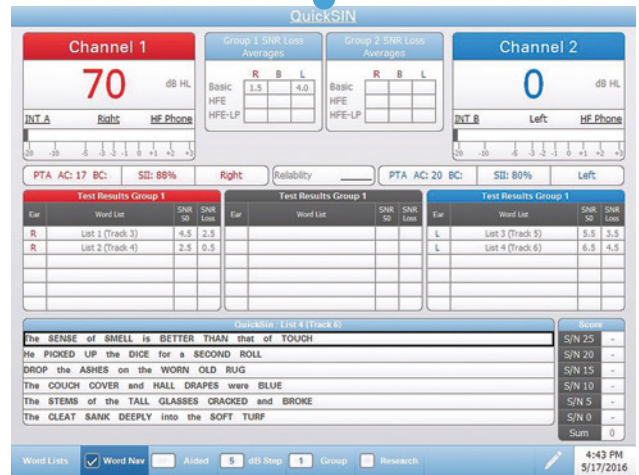 QuickSIN
Channel 1
70 dB HL
INT A Right HF Phone
-20 -10 -5 -3 -2 -1 0 +1 +2 +3
Group 1 SNR Loss Averages
R B L
Basic 1.5 4.0
HFE
HFE-LP
Group 2 SNR Loss Averages
R B L
Basic
HFE
HFE-LP
Channel 2
0 dB HL
INT B Left HF Phone
-20 -10 -5 -3 -2 -1 0 +1 +2 +3
PTA AC: 17 BC: SII: 88% Right
Reliability
PTA AC: 20 BC: SII: 80% Left
Test Results Group 1
Ear Word List SNR 50 SNR Loss
R List 1 (Track 3) 4.5 2.5
R List 2 (Track 4) 2.5 0.5
Test Results Group 1
Ear Word List SNR 50 SNR Loss
Test Results Group 1
Ear Word List SNR 50 SNR Loss
L List 3 (Track 5) 5.5 3.5
L List 4 (Track 6) 6.5 4.5
QuickSin : List 4 (Track 6)
The SENSE of SMELL is BETTER THAN that of TOUCH
He PICKED UP the DICE for a SECOND ROLL
DROP the ASHES on the WORN OLD RUG
The COUCH COVER and HALL DRAPES were BLUE
The STEMS of the TALL GLASSES CRACKED and BROKE
The CLEAT SANK DEEPLY into the SOFT TURF
Score
S/N 25 -
S/N 20 -
S/N 15 -
S/N 10 -
S/N 5 -
S/N 0 -
Sum 0
Word Lists Word Nav Aided 5 dB Step 1 Group Research
4:43 PM
5/17/2016